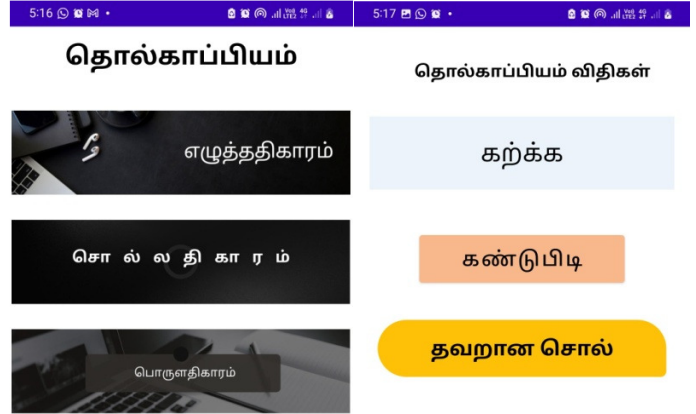 5:16
தொல்காப்பியம்
எழுத்ததிகாரம்
சொல்லதிகாரம்
பொருளதிகாரம்
5:17
தொல்காப்பியம் விதிகள்
கற்க்க
கண்டுபிடி
தவறான சொல்